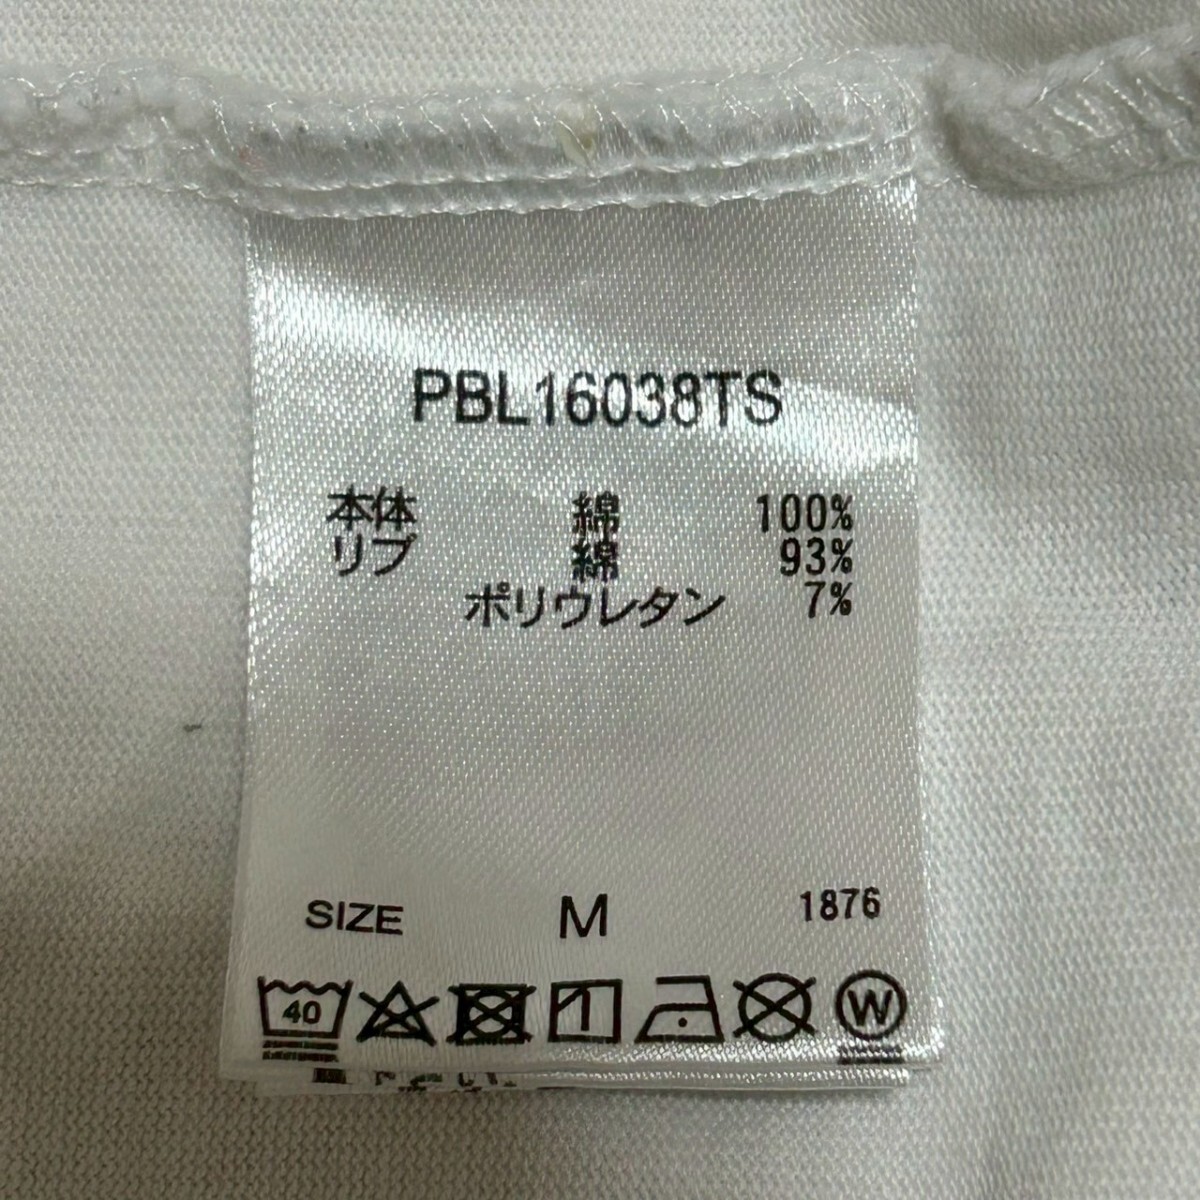 PBL16038TS
本体 綿 100%
リブ 綿 93%
ポリウレタン 7%
SIZE M 1876
40 W